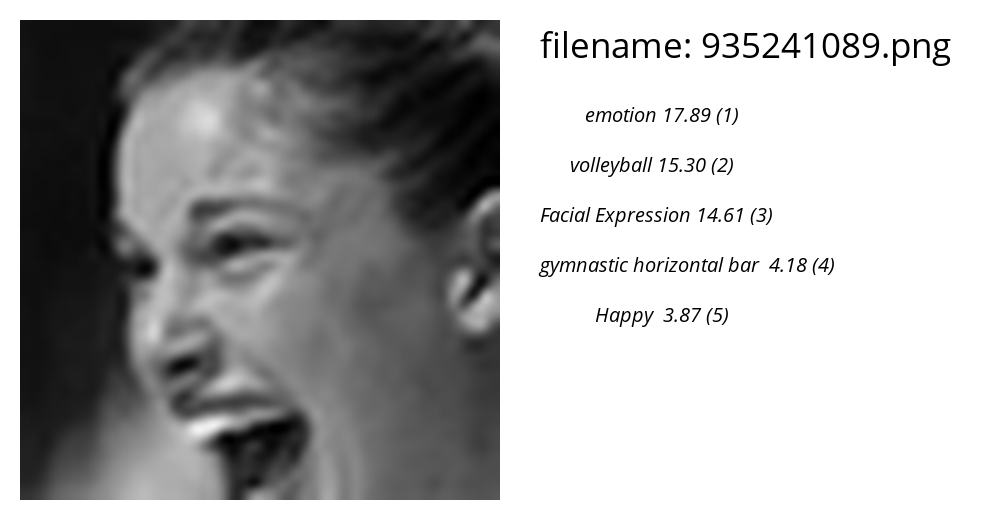 filename: 935241089.png
emotion 17.89 (1)
volleyball 15.30 (2)
Facial Expression 14.61 (3)
gymnastic horizontal bar  4.18 (4)
Happy  3.87 (5)